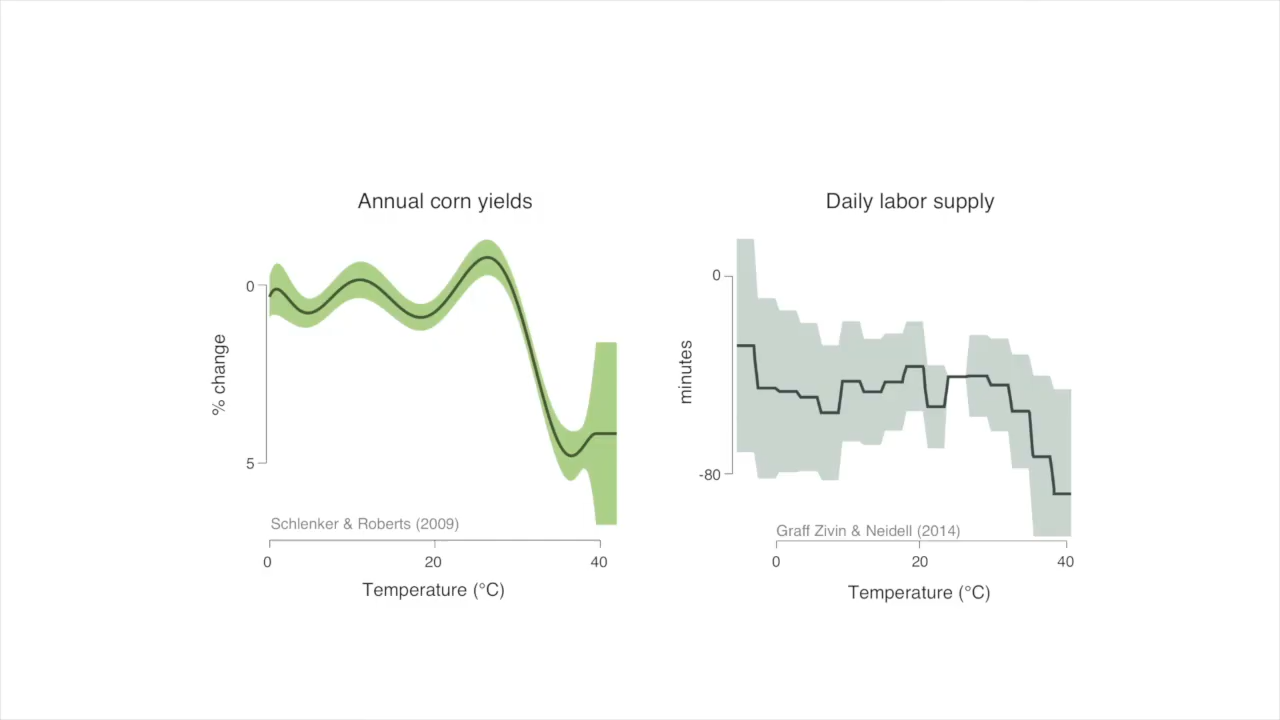 Annual corn yields
0
% change
5
Schlenker & Roberts (2009)
0 20 40
Temperature (°C)
Daily labor supply
0
minutes
-80
Graff Zivin & Neidell (2014)
0 20 40
Temperature (°C)